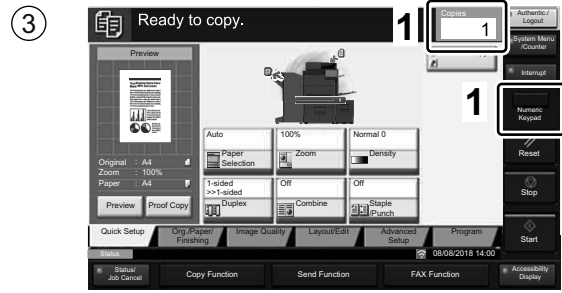 3
Ready to copy.
1
Copies
1
Authentic./
Logout
Preview
System Menu
/Counter
Interrupt
1
Numeric
Keypad
Auto
100%
Normal 0
Paper
Selection
Zoom
Density
Reset
Original : A4
Zoom : 100%
Paper : A4
1-sided
>>1-sided
Off
Off
Duplex
Combine
Staple
/Punch
Stop
Preview
Proof Copy
Quick Setup
Org./Paper/
Finishing
Image Quality
Layout/Edit
Advanced
Setup
Program
Start
Status
08/08/2018 14:00
Status/
Job Cancel
Copy Function
Send Function
FAX Function
Accessibility
Display